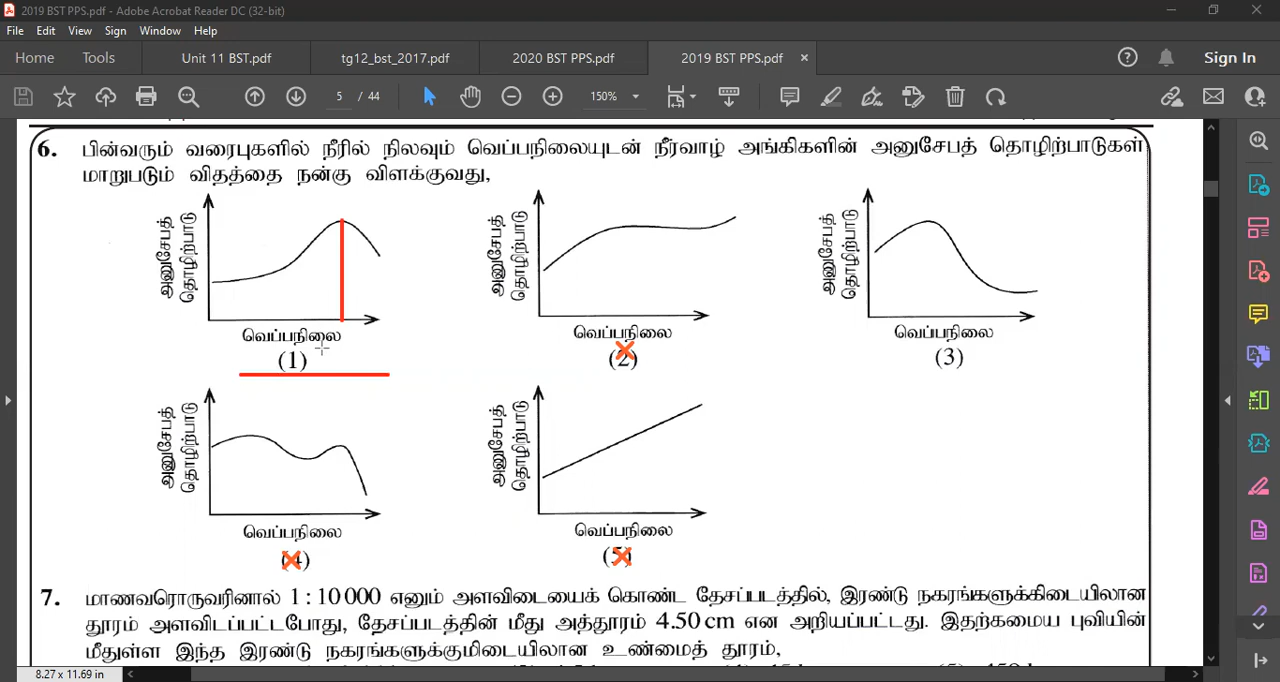 2019 BST PPS.pdf - Adobe Acrobat Reader DC (32-bit)
File Edit View Sign Window Help
Home Tools Unit 11 BST.pdf tg12_bst_2017.pdf 2020 BST PPS.pdf 2019 BST PPS.pdf × Sign In
5 / 44 150%
6. பின்வரும் வரைபுகளில் நீரில் நிலவும் வெப்பநிலையுடன் நீர்வாழ் அங்கிகளின் அனுசேபத் தொழிற்பாடுகள்
மாறுபடும் விதத்தை நன்கு விளக்குவது,
அனுசேபத் தொழிற்பாடு
வெப்பநிலை
(1)
அனுசேபத் தொழிற்பாடு
வெப்பநிலை
(2)
அனுசேபத் தொழிற்பாடு
வெப்பநிலை
(3)
அனுசேபத் தொழிற்பாடு
வெப்பநிலை
(4)
அனுசேபத் தொழிற்பாடு
வெப்பநிலை
(5)
7. மாணவரொருவரினால் 1 : 10 000 எனும் அளவிடையைக் கொண்ட தேசப்படத்தில், இரண்டு நகரங்களுக்கிடையிலான
தூரம் அளவிடப்பட்டபோது, தேசப்படத்தின் மீது அத்தூரம் 4.50 cm என அறியப்பட்டது. இதற்கமைய புவியின்
மீதுள்ள இந்த இரண்டு நகரங்களுக்குமிடையிலான உண்மைத் தூரம்,
8.27 x 11.69 in